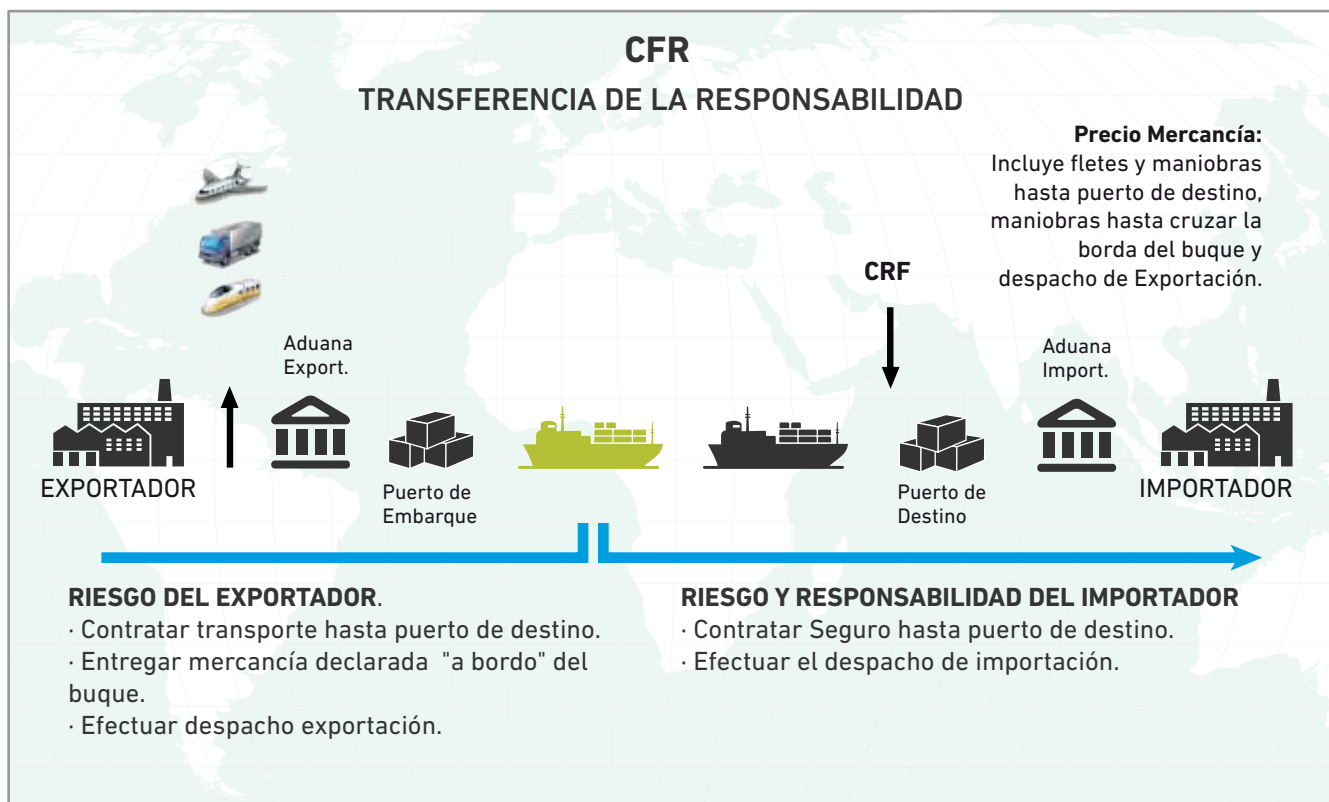 CFR
TRANSFERENCIA DE LA RESPONSABILIDAD
Precio Mercancía:
Incluye fletes y maniobras
hasta puerto de destino,
maniobras hasta cruzar la
borda del buque y
despacho de Exportación.
CRF
Aduana
Export.
Aduana
Import.
EXPORTADOR
Puerto de
Embarque
Puerto de
Destino
IMPORTADOR
RIESGO DEL EXPORTADOR.
· Contratar transporte hasta puerto de destino.
· Entregar mercancía declarada "a bordo" del
buque.
· Efectuar despacho exportación.
RIESGO Y RESPONSABILIDAD DEL IMPORTADOR
· Contratar Seguro hasta puerto de destino.
· Efectuar el despacho de importación.